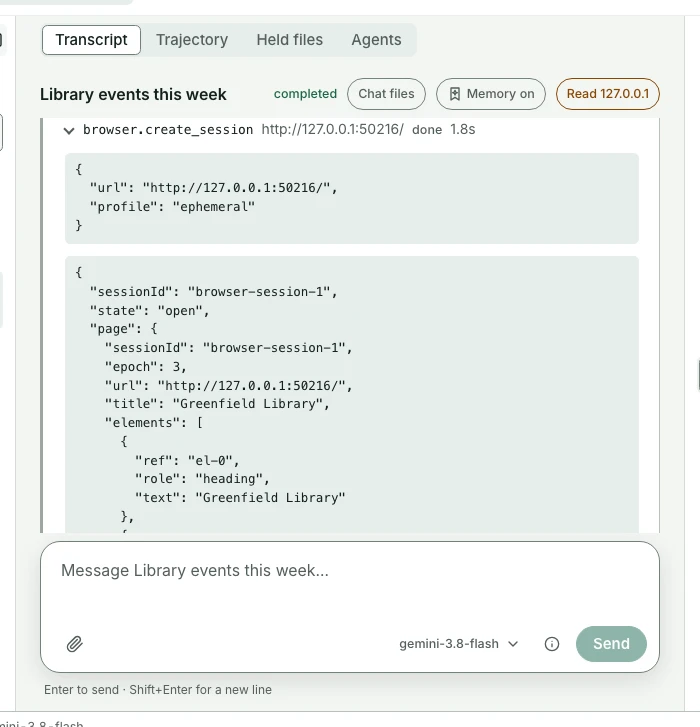 Transcript Trajectory Held files Agents
Library events this week completed Chat files Memory on Read 127.0.0.1
browser.create_session http://127.0.0.1:50216/ done 1.8s
{
"url": "http://127.0.0.1:50216/",
"profile": "ephemeral"
}
{
"sessionId": "browser-session-1",
"state": "open",
"page": {
"sessionId": "browser-session-1",
"epoch": 3,
"url": "http://127.0.0.1:50216/",
"title": "Greenfield Library",
"elements": [
{
"ref": "el-0",
"role": "heading",
"text": "Greenfield Library"
},
Message Library events this week...
gemini-3.8-flash Send
Enter to send · Shift+Enter for a new line